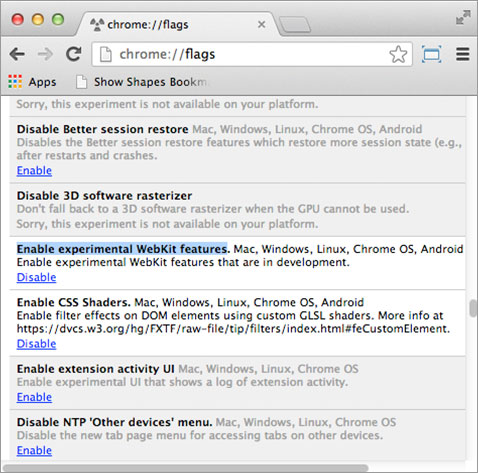 chrome://flags
chrome://flags
Apps Show Shapes Bookm
Sorry, this experiment is not available on your platform.
Disable Better session restore Mac, Windows, Linux, Chrome OS, Android
Disables the Better session restore features which restore more session state (e.g.,
after restarts and crashes.
Enable
Disable 3D software rasterizer
Don't fall back to a 3D software rasterizer when the GPU cannot be used.
Sorry, this experiment is not available on your platform.
Enable experimental WebKit features. Mac, Windows, Linux, Chrome OS, Android
Enable experimental WebKit features that are in development.
Disable
Enable CSS Shaders. Mac, Windows, Linux, Chrome OS, Android
Enable filter effects on DOM elements using custom GLSL shaders. More info at
https://dvcs.w3.org/hg/FXTF/raw-file/tip/filters/index.html#feCustomElement.
Disable
Enable extension activity UI Mac, Windows, Linux, Chrome OS
Enable experimental UI that shows a log of extension activity.
Enable
Disable NTP 'Other devices' menu. Mac, Windows, Linux, Chrome OS
Disable the new tab page menu for accessing tabs on other devices.
Enable